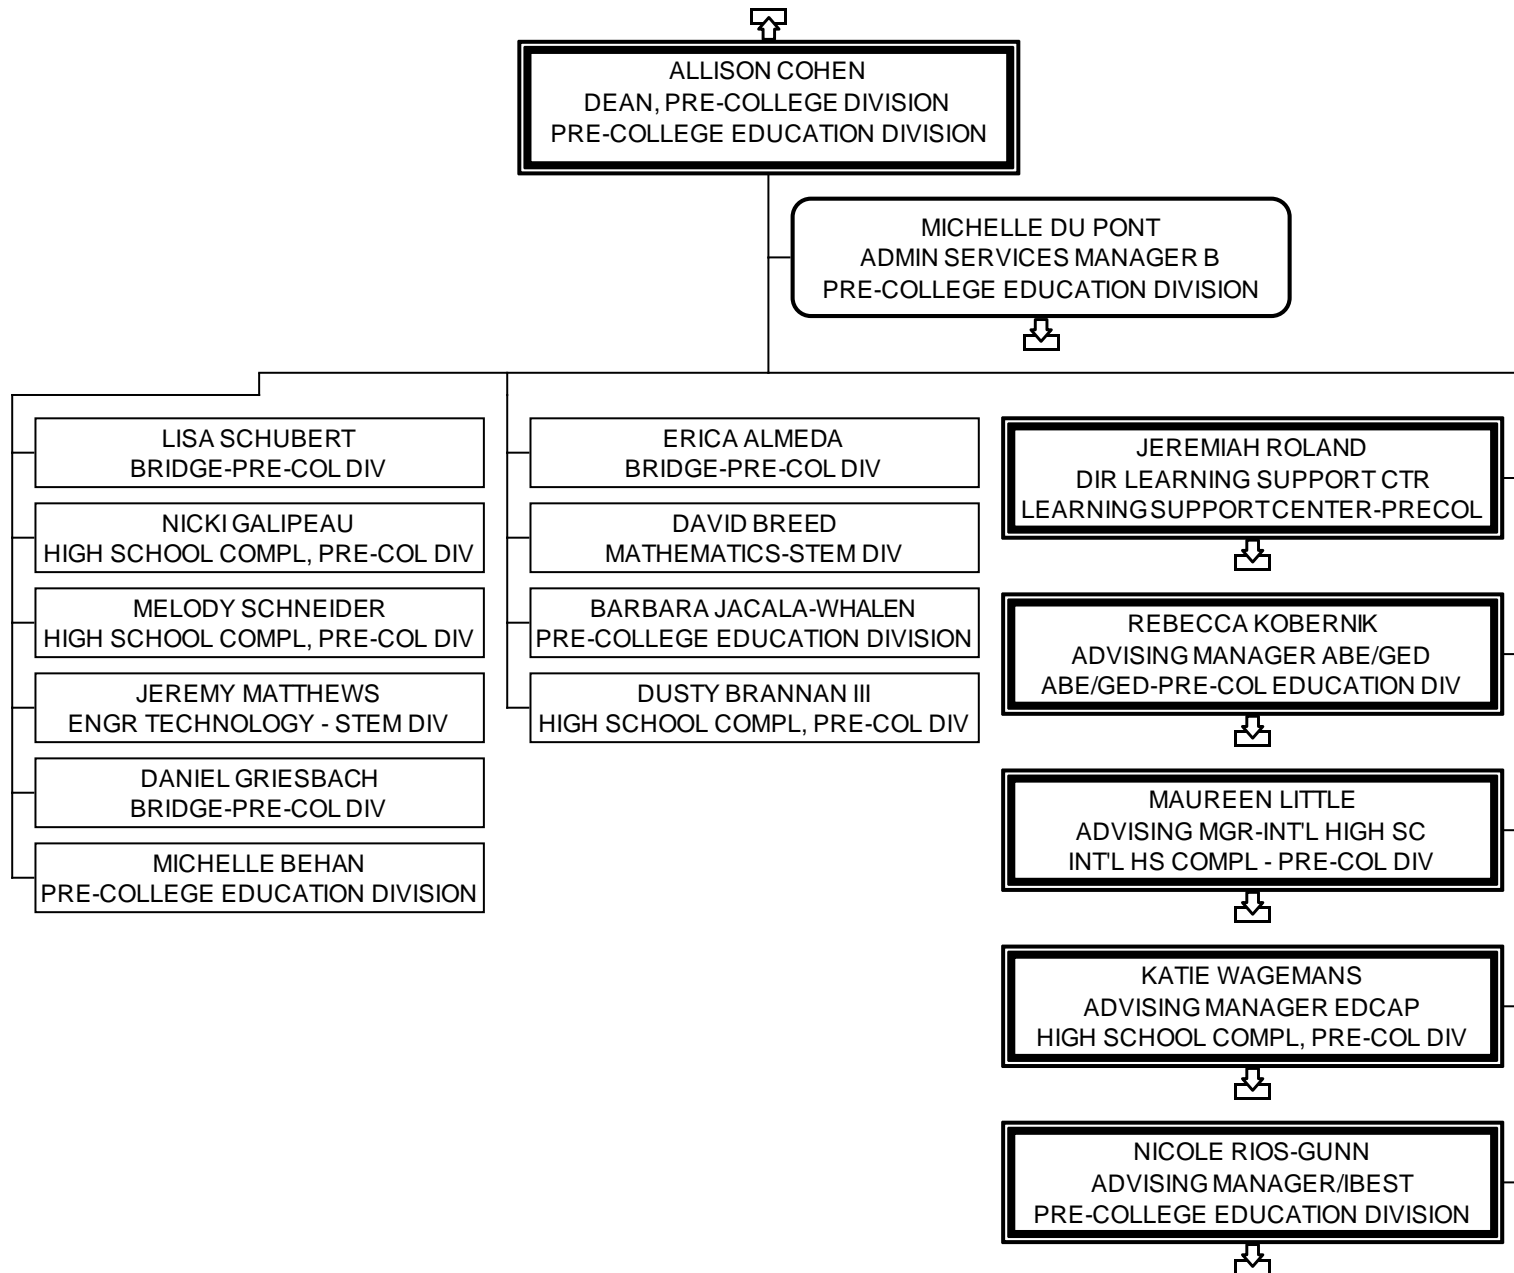 ALLISON COHEN
DEAN, PRE-COLLEGE DIVISION
PRE-COLLEGE EDUCATION DIVISION
MICHELLE DU PONT
ADMIN SERVICES MANAGER B
PRE-COLLEGE EDUCATION DIVISION
LISA SCHUBERT
BRIDGE-PRE-COL DIV
NICKI GALIPEAU
HIGH SCHOOL COMPL, PRE-COL DIV
MELODY SCHNEIDER
HIGH SCHOOL COMPL, PRE-COL DIV
JEREMY MATTHEWS
ENGR TECHNOLOGY - STEM DIV
DANIEL GRIESBACH
BRIDGE-PRE-COL DIV
MICHELLE BEHAN
PRE-COLLEGE EDUCATION DIVISION
ERICA ALMEDA
BRIDGE-PRE-COL DIV
DAVID BREED
MATHEMATICS-STEM DIV
BARBARA JACALA-WHALEN
PRE-COLLEGE EDUCATION DIVISION
DUSTY BRANNAN III
HIGH SCHOOL COMPL, PRE-COL DIV
JEREMIAH ROLAND
DIR LEARNING SUPPORT CTR
LEARNING SUPPORT CENTER-PRECOL
REBECCA KOBERNIK
ADVISING MANAGER ABE/GED
ABE/GED-PRE-COL EDUCATION DIV
MAUREEN LITTLE
ADVISING MGR-INT'L HIGH SC
INT'L HS COMPL - PRE-COL DIV
KATIE WAGEMANS
ADVISING MANAGER EDCAP
HIGH SCHOOL COMPL, PRE-COL DIV
NICOLE RIOS-GUNN
ADVISING MANAGER/IBEST
PRE-COLLEGE EDUCATION DIVISION